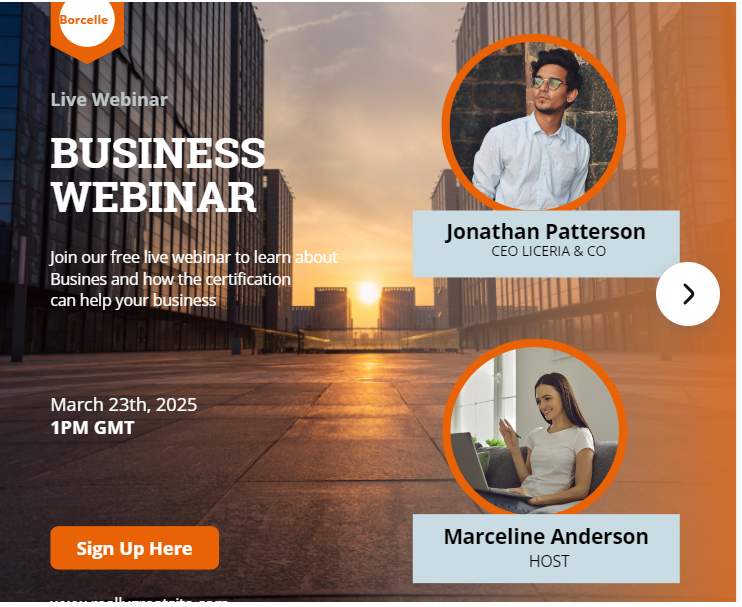 Borcelle
Live Webinar
BUSINESS
WEBINAR
Join our free live webinar to learn about
Busines and how the certification
can help your business
March 23th, 2025
1PM GMT
Sign Up Here
Jonathan Patterson
CEO LICERIA & CO
Marceline Anderson
HOST